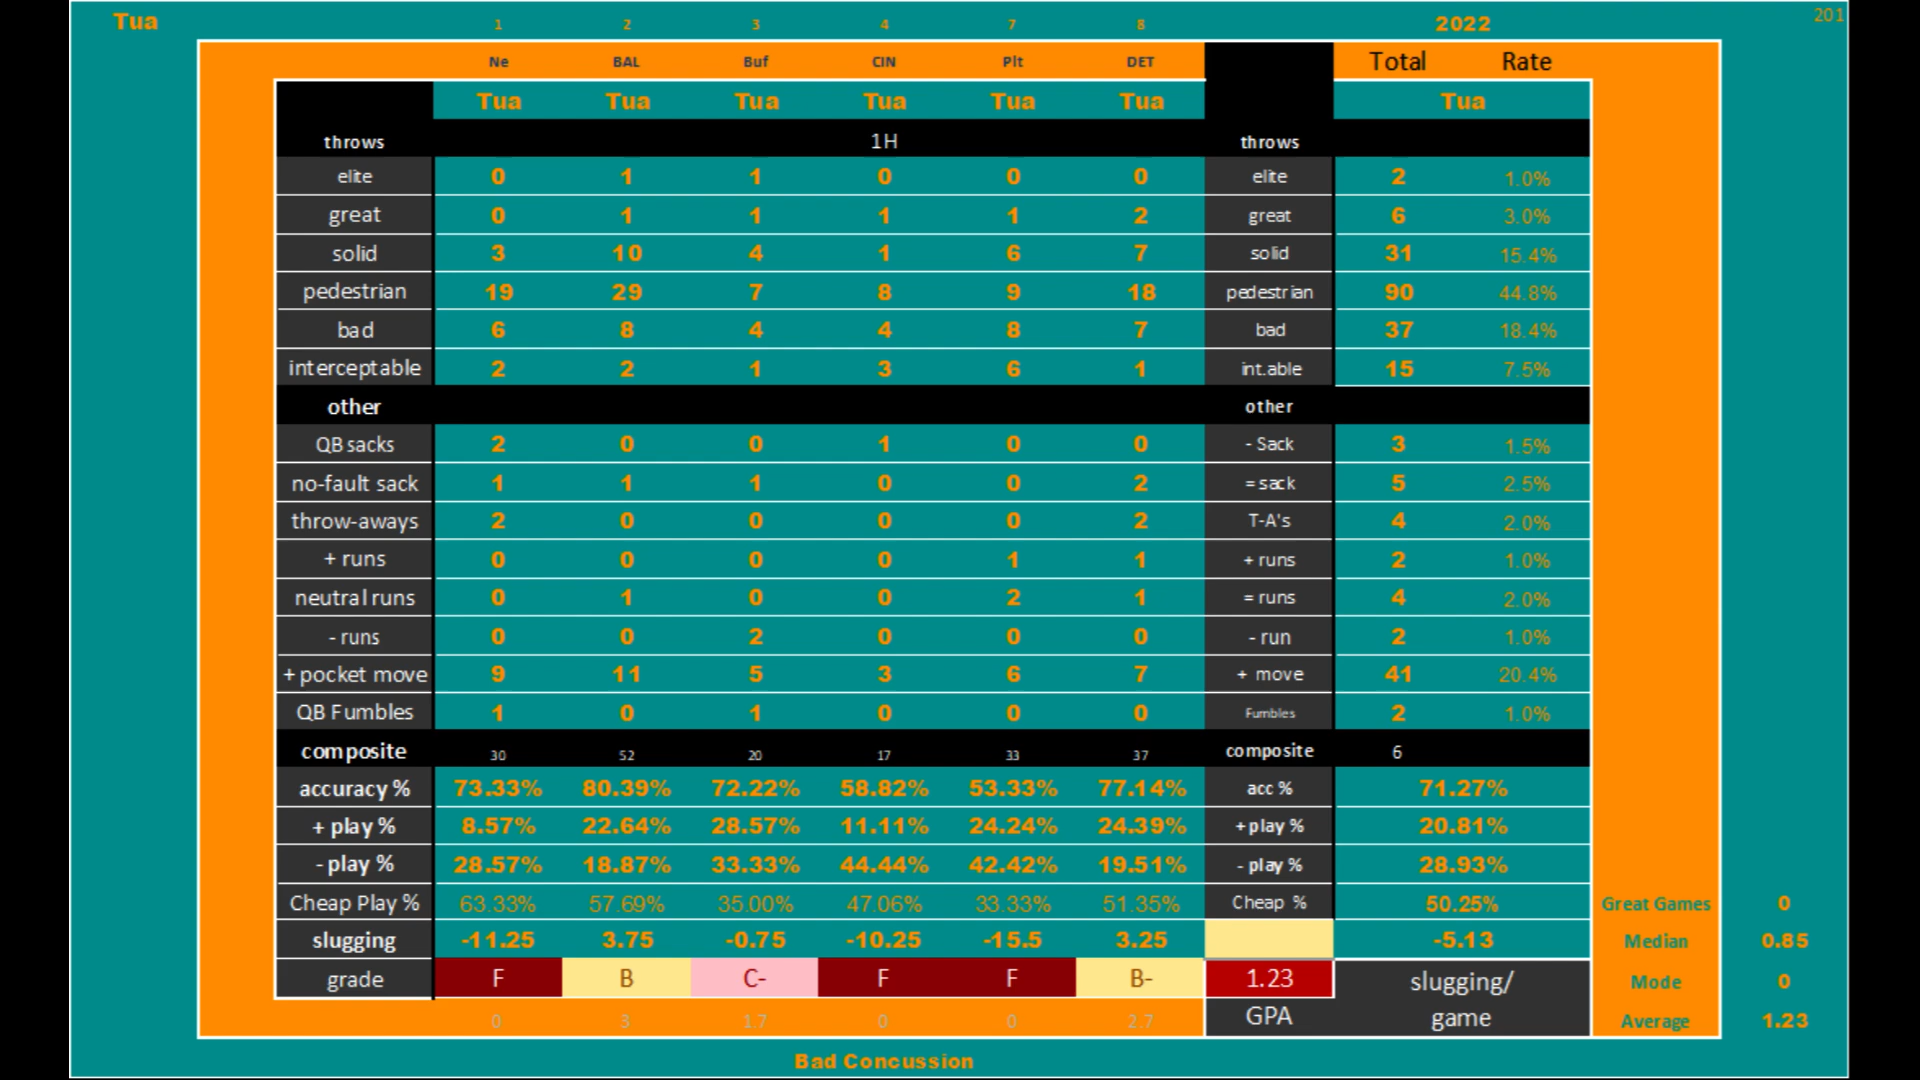 Tua 1 2 3 4 7 8 2022 201
Ne BAL Buf CIN Pit DET Total Rate
Tua Tua Tua Tua Tua Tua Tua
throws 1H throws
elite 0 1 1 0 0 0 elite 2 1.0%
great 0 1 1 1 1 2 great 6 3.0%
solid 3 10 4 1 6 7 solid 31 15.4%
pedestrian 19 29 7 8 9 18 pedestrian 90 44.8%
bad 6 8 4 4 8 7 bad 37 18.4%
interceptable 2 2 1 3 6 1 int.able 15 7.5%
other other
QB sacks 2 0 0 1 0 0 - Sack 3 1.5%
no-fault sack 1 1 1 0 0 2 = sack 5 2.5%
throw-aways 2 0 0 0 0 2 T-A's 4 2.0%
+ runs 0 0 0 0 1 1 + runs 2 1.0%
neutral runs 0 1 0 0 2 1 = runs 4 2.0%
- runs 0 0 2 0 0 0 - run 2 1.0%
+ pocket move 9 11 5 3 6 7 + move 41 20.4%
QB Fumbles 1 0 1 0 0 0 Fumbles 2 1.0%
composite 30 52 20 17 33 37 composite 6
accuracy % 73.33% 80.39% 72.22% 58.82% 53.33% 77.14% acc % 71.27%
+ play % 8.57% 22.64% 28.57% 11.11% 24.24% 24.39% + play % 20.81%
- play % 28.57% 18.87% 33.33% 44.44% 42.42% 19.51% - play % 28.93%
Cheap Play % 63.33% 57.69% 35.00% 47.06% 33.33% 51.35% Cheap % 50.25% Great Games 0
slugging -11.25 3.75 -0.75 -10.25 -15.5 3.25 -5.13 Median 0.85
grade F B C- F F B- 1.23 slugging/ Mode 0
0 3 1.7 0 0 2.7 GPA game Average 1.23
Bad Concussion